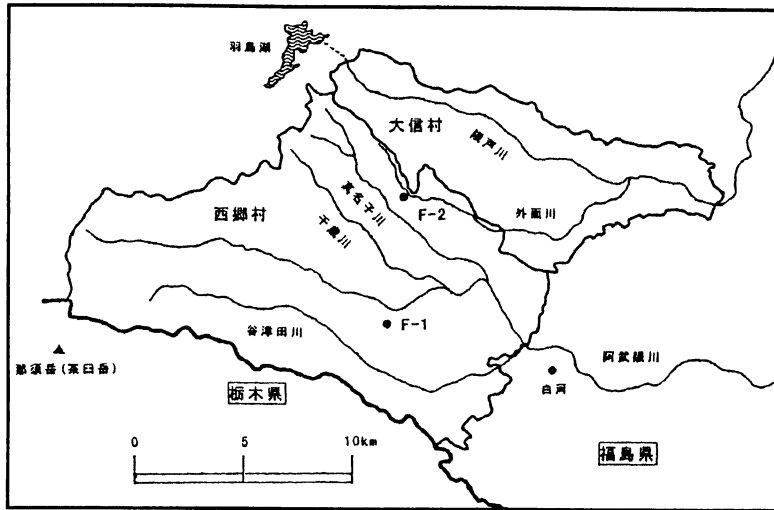 羽鳥湖
大信村
隈戸川
真名子川
西郷村
千歳川
F-2
外面川
谷津田川
F-1
阿武隈川
那須岳(茶臼岳)
白河
栃木県
0 5 10km
福島県